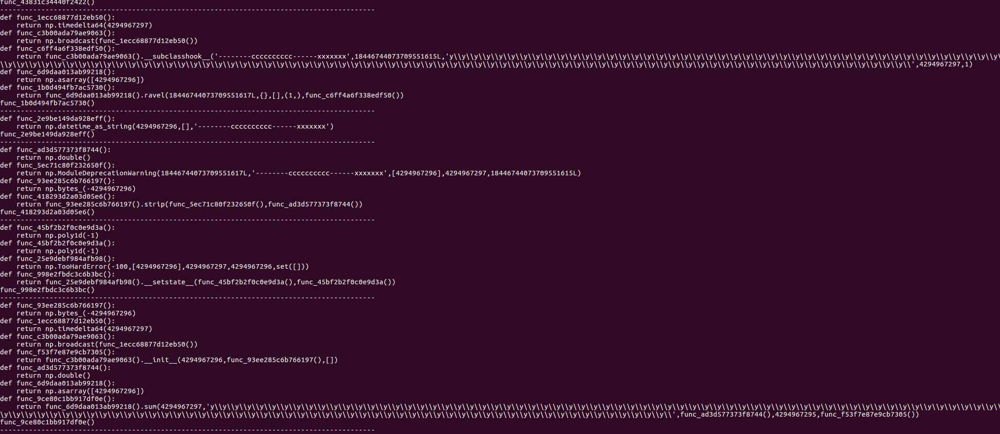 func_43831c34440f2422()
-------------------------------------------------------------------------------------------
def func_1ecc68877d12eb50():
    return np.timedelta64(4294967297)
def func_c3b00ada79ae9063():
    return np.broadcast(func_1ecc68877d12eb50())
def func_c6ff4a6f338edf50():
    return func_c3b00ada79ae9063().__subclasshook__('--------cccccccccc------xxxxxxx',18446744073709551615L,'y\\y\\y\\y\\y\\y\\y\\y\\y\\y\\y\\y\\y\\y\\y\\y\\y\\y\\y\\y\\y\\y\\y\\y\\y\\y\\y\\y\\y\\y\\y\\y\\y\\y\\y\\y\\y\\y\\y\\y\\y\\y\\y\\y\\y
\\y\\y\\y\\y\\y\\y\\y\\y\\y\\y\\y\\y\\y\\y\\y\\y\\y\\y\\y\\y\\y\\y\\y\\y\\y\\y\\y\\y\\y\\y\\y\\y\\y\\y\\y\\y\\y\\y\\y\\y\\y\\y\\y\\y\\y\\y\\y\\y\\y\\y\\y\\y\\y\\y\\y\\y\\y\\y\\y\\y\\y\\y\\y\\y\\y\\y\\y\\y\\y\\y\\y\\y\\y\\',4294967297,1)
def func_6d9daa013ab99218():
    return np.asarray([4294967296])
def func_1b0d494fb7ac5730():
    return func_6d9daa013ab99218().ravel(18446744073709551617L,{},[],(1,),func_c6ff4a6f338edf50())
func_1b0d494fb7ac5730()
-------------------------------------------------------------------------------------------
def func_2e9be149da928eff():
    return np.datetime_as_string(4294967296,[],'--------cccccccccc------xxxxxxx')
func_2e9be149da928eff()
-------------------------------------------------------------------------------------------
def func_ad3d577373f8744():
    return np.double()
def func_5ec71c80f232650f():
    return np.ModuleDeprecationWarning(18446744073709551617L,'--------cccccccccc------xxxxxxx',[4294967296],4294967297,18446744073709551615L)
def func_93ee285c6b766197():
    return np.bytes_(-4294967296)
def func_418293d2a03d05e6():
    return func_93ee285c6b766197().strip(func_5ec71c80f232650f(),func_ad3d577373f8744())
func_418293d2a03d05e6()
-------------------------------------------------------------------------------------------
def func_45bf2b2f0c0e9d3a():
    return np.poly1d(-1)
def func_45bf2b2f0c0e9d3a():
    return np.poly1d(-1)
def func_25e9debf984afb98():
    return np.TooHardError(-100,[4294967296],4294967297,4294967296,set([]))
def func_998e2fbdc3c6b3bc():
    return func_25e9debf984afb98().__setstate__(func_45bf2b2f0c0e9d3a(),func_45bf2b2f0c0e9d3a())
func_998e2fbdc3c6b3bc()
-------------------------------------------------------------------------------------------
def func_93ee285c6b766197():
    return np.bytes_(-4294967296)
def func_1ecc68877d12eb50():
    return np.timedelta64(4294967297)
def func_c3b00ada79ae9063():
    return np.broadcast(func_1ecc68877d12eb50())
def func_f53f7e87e9cb7305():
    return func_c3b00ada79ae9063().__init__(4294967296,func_93ee285c6b766197(),[])
def func_ad3d577373f8744():
    return np.double()
def func_6d9daa013ab99218():
    return np.asarray([4294967296])
def func_9ce80c1bb917df0e():
    return func_6d9daa013ab99218().sum(4294967297,'y\\y\\y\\y\\y\\y\\y\\y\\y\\y\\y\\y\\y\\y\\y\\y\\y\\y\\y\\y\\y\\y\\y\\y\\y\\y\\y\\y\\y\\y\\y\\y\\y\\y\\y\\y\\y\\y\\y\\y\\y\\y\\y\\y\\y\\y\\y\\y\\y\\y\\y\\y\\y\\y\\y\\y\\y\\y\\y\\y\\y\\y\\y\\y\
\y\\y\\y\\y\\y\\y\\y\\y\\y\\y\\y\\y\\y\\y\\y\\y\\y\\y\\y\\y\\y\\y\\y\\y\\y\\y\\y\\y\\y\\y\\y\\y\\y\\y\\y\\y\\y\\y\\y\\y\\y\\y\\y\\y\\y\\y\\y\\y\\y\\y\\y\\y\\y\\y\\',func_ad3d577373f8744(),4294967295,func_f53f7e87e9cb7305())
func_9ce80c1bb917df0e()
-------------------------------------------------------------------------------------------